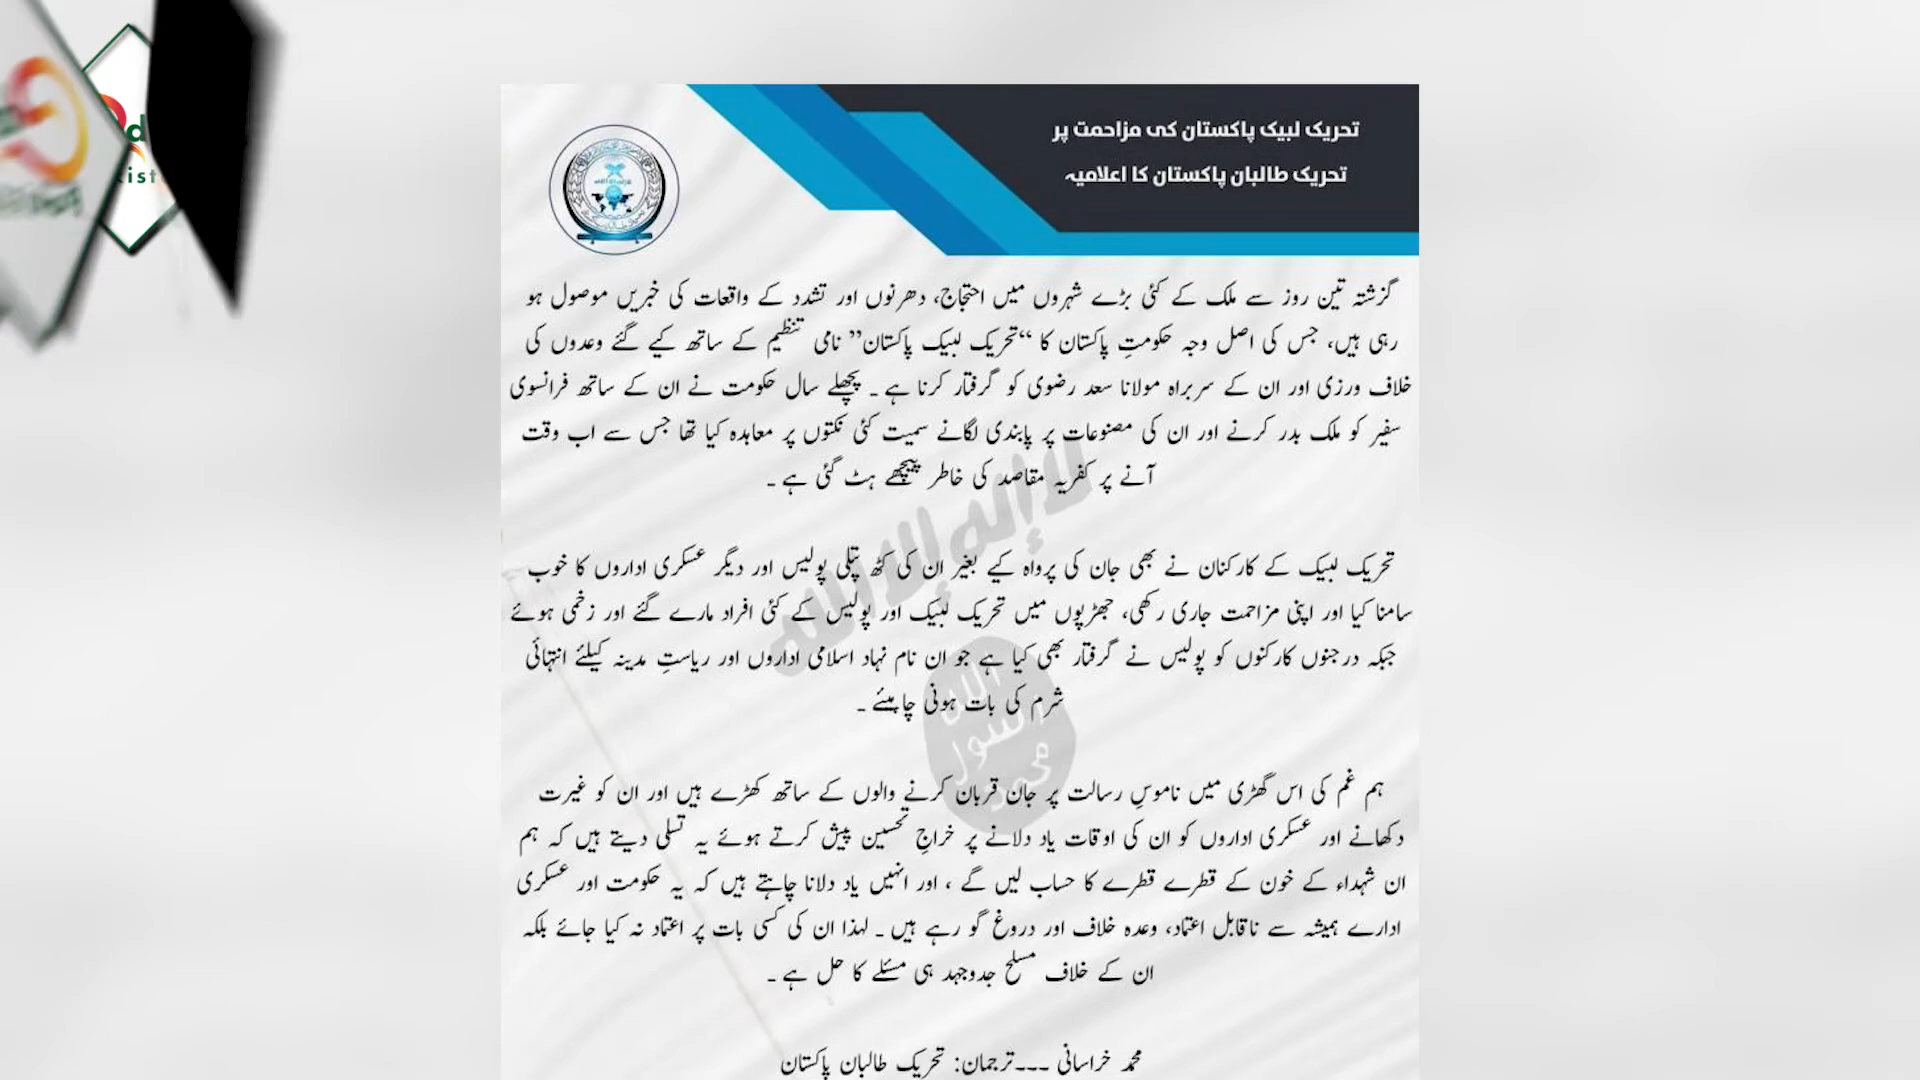 تحریک لبیک پاکستان کی مزاحمت پر
تحریک طالبان پاکستان کا اعلامیہ
گزشتہ تین روز سے ملک کے کئی بڑے شہروں میں احتجاج، دھرنوں اور تشدد کے واقعات کی خبریں موصول ہو
رہی ہیں، جس کی اصل وجہ حکومتِ پاکستان کا “تحریک لبیک پاکستان” نامی تنظیم کے ساتھ کیے گئے وعدوں کی
خلاف ورزی اور ان کے سربراہ مولانا سعد رضوی کو گرفتار کرنا ہے ۔ پچھلے سال حکومت نے ان کے ساتھ فرانسوی
سفیر کو ملک بدر کرنے اور ان کی مصنوعات پر پابندی لگانے سمیت کئی نکتوں پر معاہدہ کیا تھا جس سے اب وقت
آنے پر کفریہ مقاصد کی خاطر پیچھے ہٹ گئی ہے ۔
تحریک لبیک کے کارکنان نے بھی جان کی پرواہ کیے بغیر ان کی کٹھ پتلی پولیس اور دیگر عسکری اداروں کا خوب
سامنا کیا اور اپنی مزاحمت جاری رکھی، جھڑپوں میں تحریک لبیک اور پولیس کے کئی افراد مارے گئے اور زخمی ہوئے
جبکہ درجنوں کارکنوں کو پولیس نے گرفتار بھی کیا ہے جو ان نام نہاد اسلامی اداروں اور ریاستِ مدینہ کیلئے انتہائی
شرم کی بات ہونی چاہیئے ۔
ہم غم کی اس گھڑی میں ناموسِ رسالت پر جان قربان کرنے والوں کے ساتھ کھڑے ہیں اور ان کو غیرت
دکھانے اور عسکری اداروں کو ان کی اوقات یاد دلانے پر خراجِ تحسین پیش کرتے ہوئے یہ تسلی دیتے ہیں کہ ہم
ان شہداء کے خون کے قطرے قطرے کا حساب لیں گے ، اور انہیں یاد دلانا چاہتے ہیں کہ یہ حکومت اور عسکری
ادارے ہمیشہ سے ناقابل اعتماد، وعدہ خلاف اور دروغ گو رہے ہیں ۔ لہذا ان کی کسی بات پر اعتماد نہ کیا جائے بلکہ
ان کے خلاف مسلح جدوجہد ہی مسئلے کا حل ہے ۔
محمد خراسانی ۔۔۔ترجمان: تحریک طالبان پاکستان
لا إله إلا الله
الله
رسول
محمد